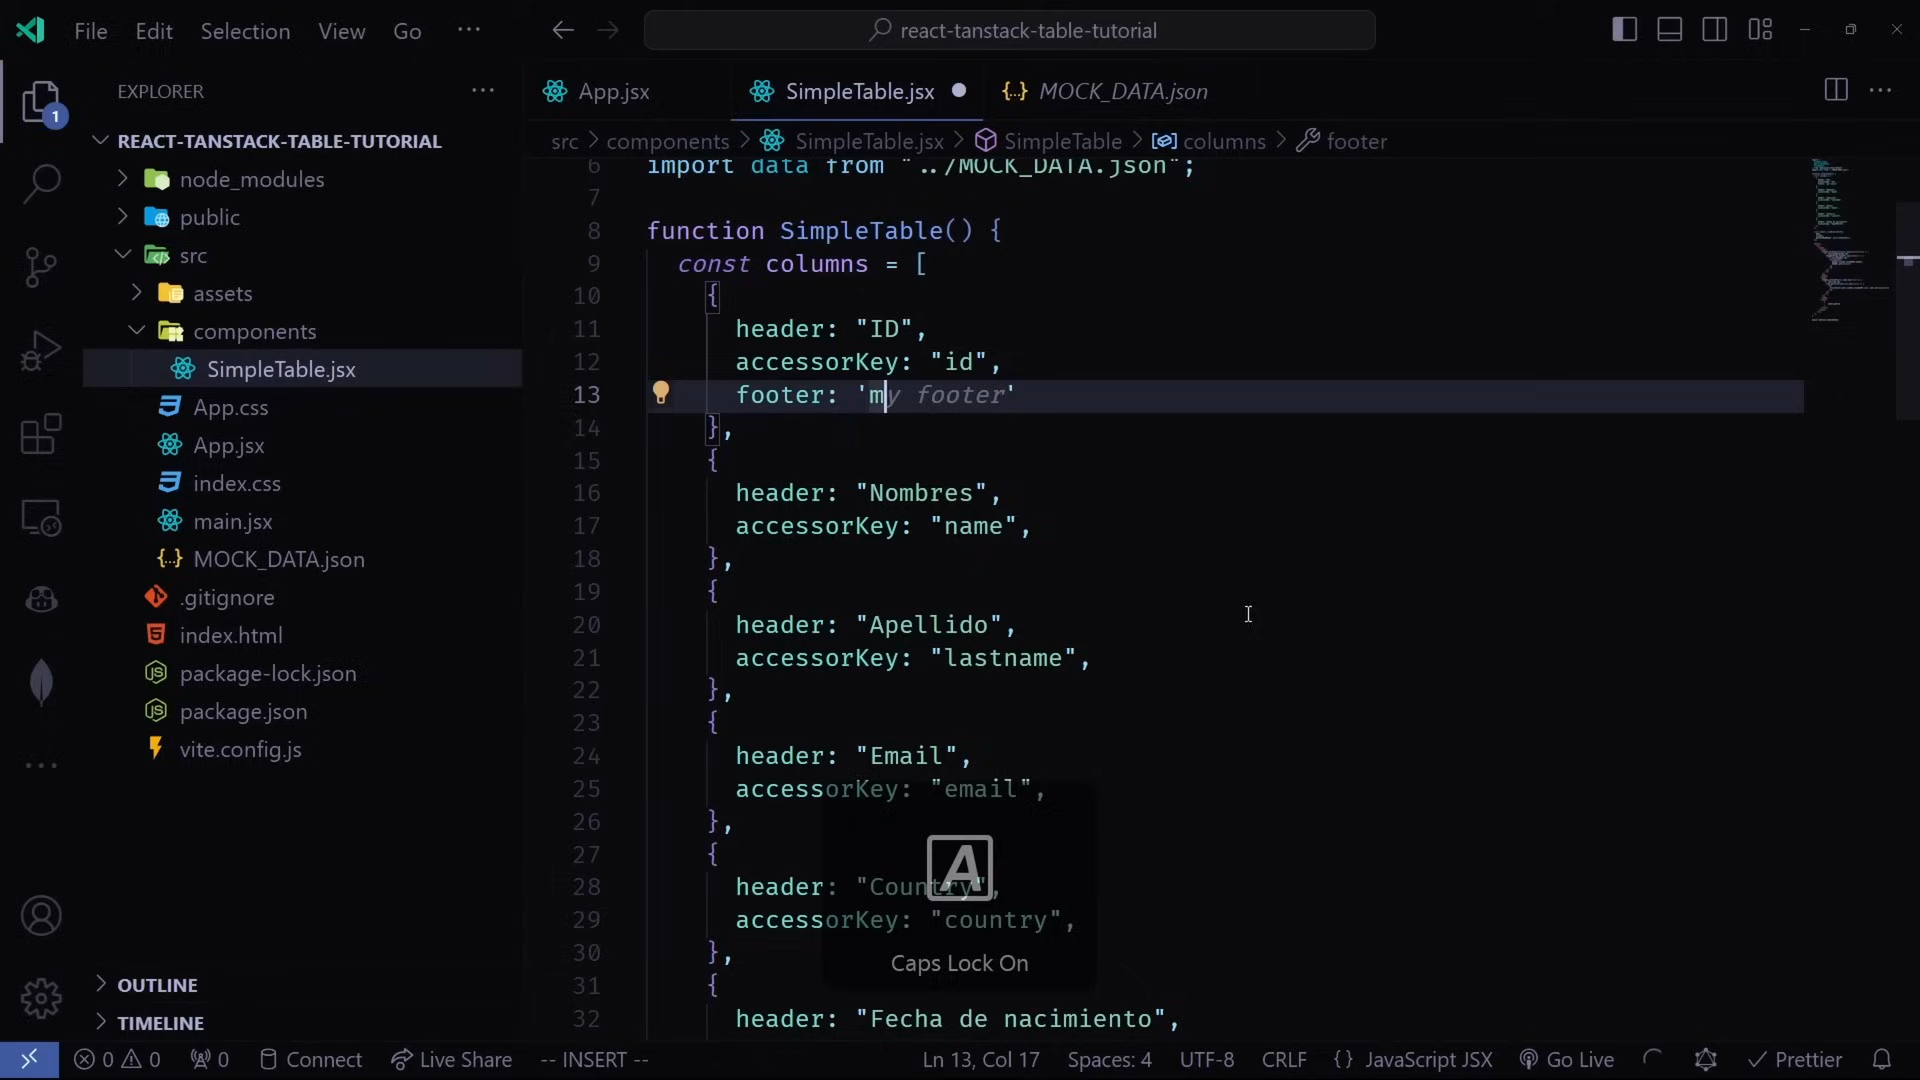 File Edit Selection View Go ···
react-tanstack-table-tutorial
EXPLORER ···
1
REACT-TANSTACK-TABLE-TUTORIAL
node_modules
public
src
assets
components
SimpleTable.jsx
App.css
App.jsx
index.css
main.jsx
{..} MOCK_DATA.json
.gitignore
index.html
package-lock.json
package.json
vite.config.js
OUTLINE
TIMELINE
App.jsx
SimpleTable.jsx
{..} MOCK_DATA.json
src > components > SimpleTable.jsx > SimpleTable > columns > footer
6 import data from "../MOCK_DATA.json";
7
8 function SimpleTable() {
9 const columns = [
10 {
11 header: "ID",
12 accessorKey: "id",
13 footer: 'my footer'
14 },
15 {
16 header: "Nombres",
17 accessorKey: "name",
18 },
19 {
20 header: "Apellido",
21 accessorKey: "lastname",
22 },
23 {
24 header: "Email",
25 accessorKey: "email",
26 },
27 {
28 header: "Country",
29 accessorKey: "country",
30 },
31 {
32 header: "Fecha de nacimiento",
A
Caps Lock On
0 0 0 Connect Live Share -- INSERT -- Ln 13, Col 17 Spaces: 4 UTF-8 CRLF { } JavaScript JSX Go Live Prettier